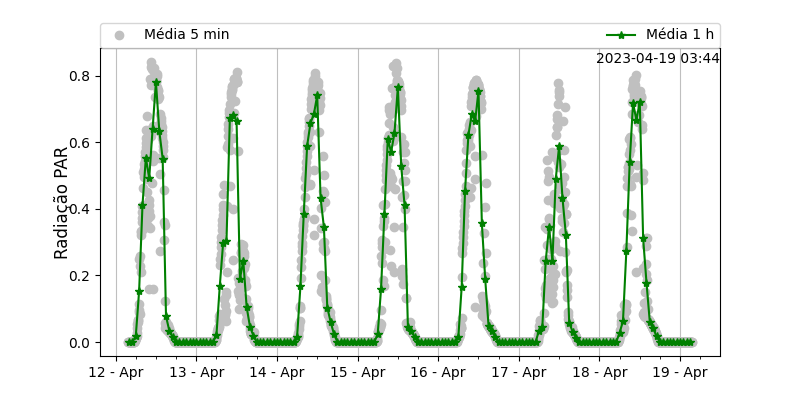 Média 5 min Média 1 h
2023-04-19 03:44
Radiação PAR
0.8
0.6
0.4
0.2
0.0
12 - Apr 13 - Apr 14 - Apr 15 - Apr 16 - Apr 17 - Apr 18 - Apr 19 - Apr